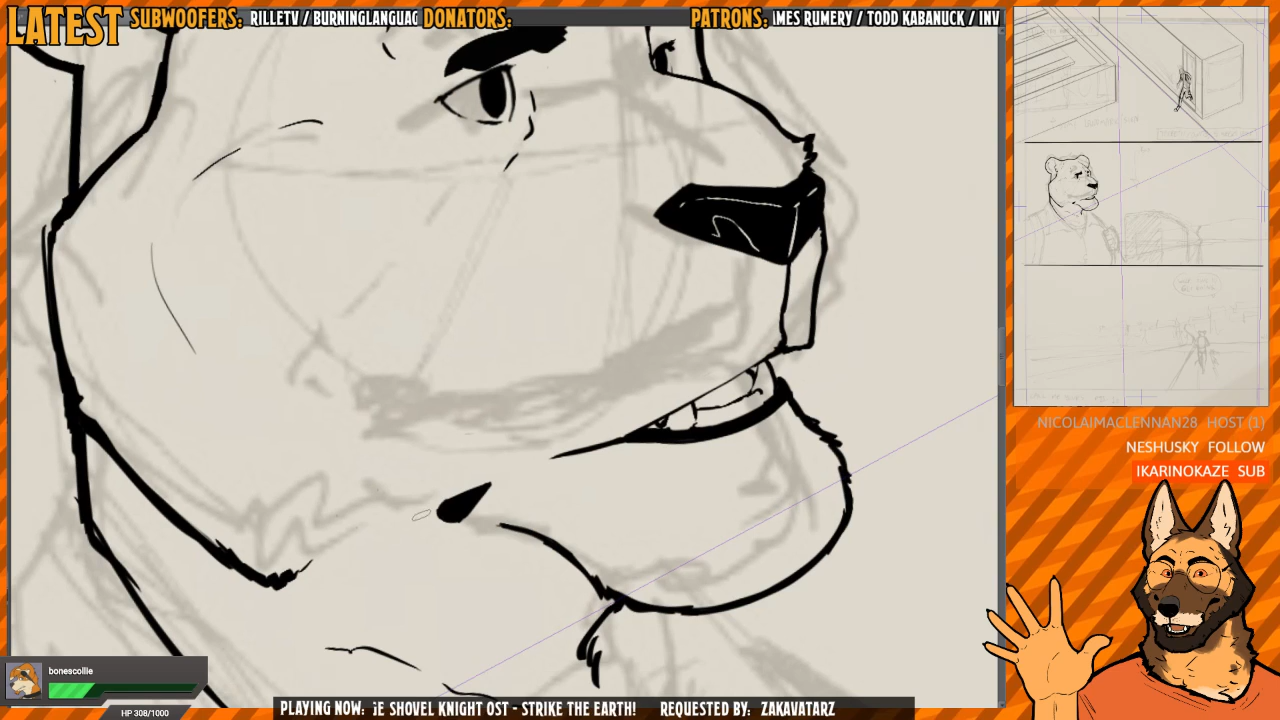 LATEST SUBWOOFERS: RILLETV / BURNINGLANGUAG DONATORS: PATRONS: MES RUMERY / TODD KABANUCK / INV
NICOLAIMACLENNAN28 HOST (1)
NESHUSKY FOLLOW
IKARINOKAZE SUB
bonescollie
HP 308/1000
PLAYING NOW: E SHOVEL KNIGHT OST - STRIKE THE EARTH! REQUESTED BY: ZAKAVATARZ